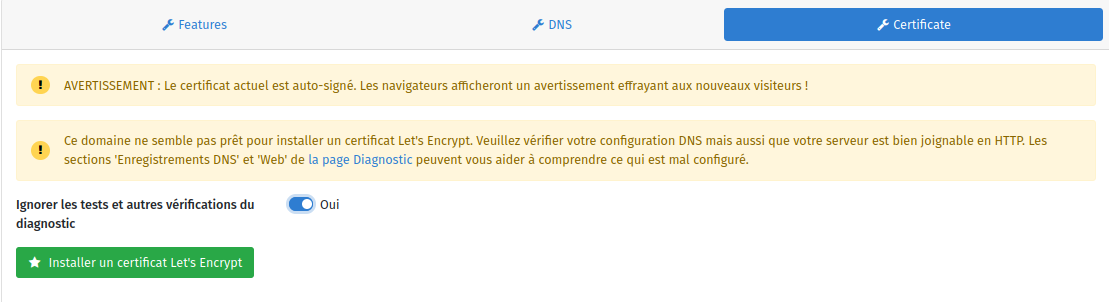 Features
DNS
Certificate
AVERTISSEMENT : Le certificat actuel est auto-signé. Les navigateurs afficheront un avertissement effrayant aux nouveaux visiteurs !
Ce domaine ne semble pas prêt pour installer un certificat Let's Encrypt. Veuillez vérifier votre configuration DNS mais aussi que votre serveur est bien joignable en HTTP. Les
sections 'Enregistrements DNS' et 'Web' de la page Diagnostic peuvent vous aider à comprendre ce qui est mal configuré.
Ignorer les tests et autres vérifications du
diagnostic
Oui
Installer un certificat Let's Encrypt